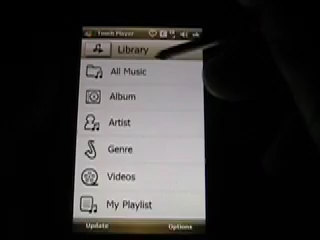 Touch Player
Library
All Music
Album
Artist
Genre
Videos
My Playlist
Update
Options